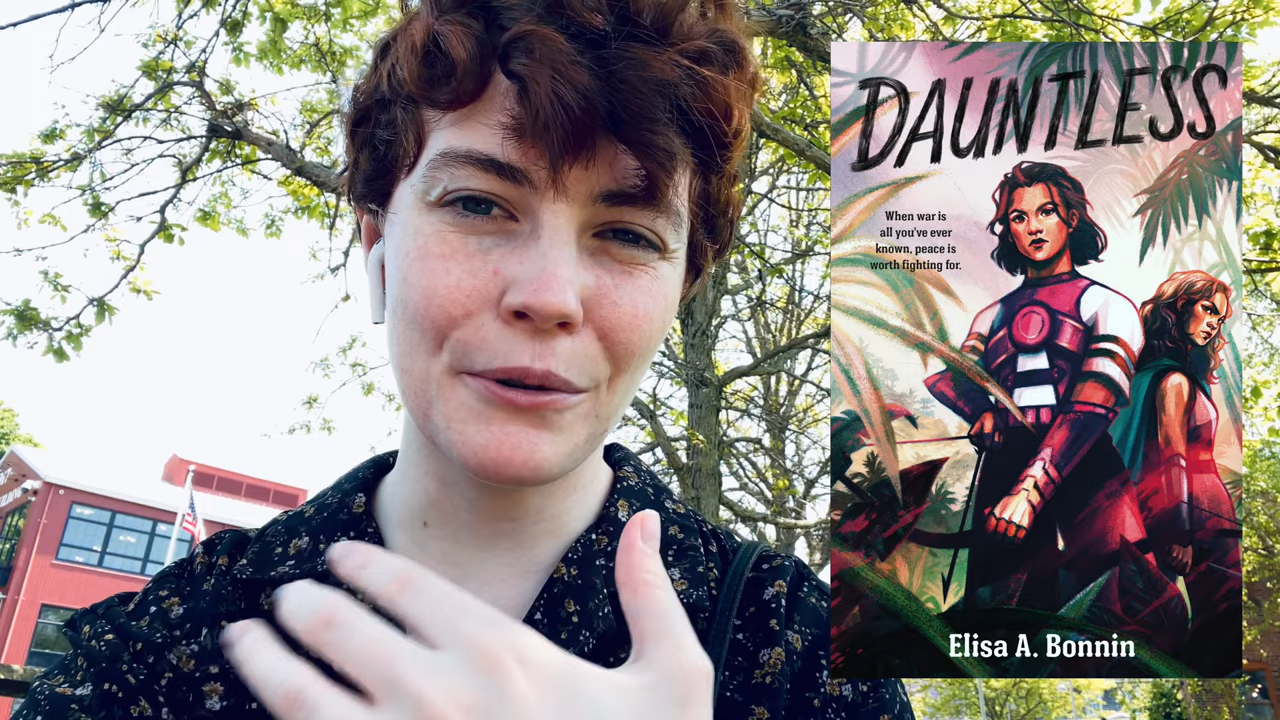 DAUNTLESS
When war is
all you've ever
known, peace is
worth fighting for.
Elisa A. Bonnin